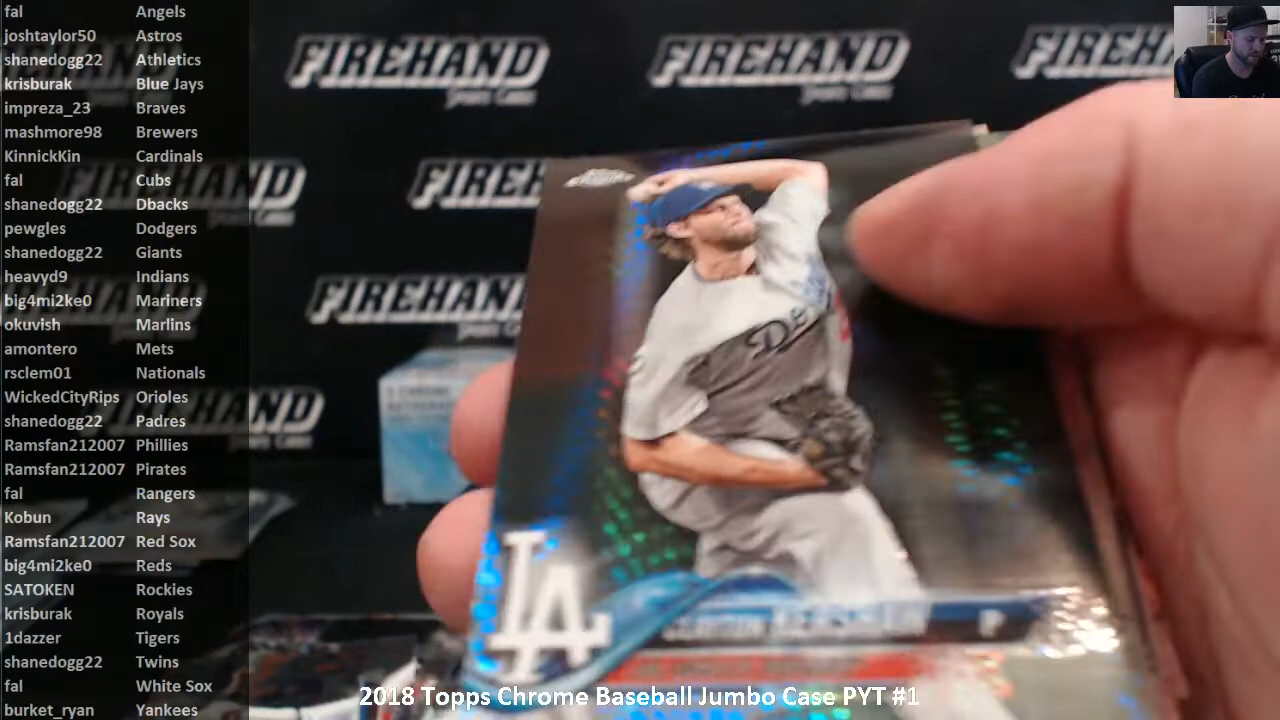 fal Angels
joshtaylor50 Astros
shanedogg22 Athletics
krisburak Blue Jays
impreza_23 Braves
mashmore98 Brewers
KinnickKin Cardinals
fal Cubs
shanedogg22 Dbacks
pewgles Dodgers
shanedogg22 Giants
heavyd9 Indians
big4mi2ke0 Mariners
okuvish Marlins
amontero Mets
rsclem01 Nationals
WickedCityRips Orioles
shanedogg22 Padres
Ramsfan212007 Phillies
Ramsfan212007 Pirates
fal Rangers
Kobun Rays
Ramsfan212007 Red Sox
big4mi2ke0 Reds
SATOKEN Rockies
krisburak Royals
1dazzer Tigers
shanedogg22 Twins
fal White Sox
burket_ryan Yankees
FIREHAND
FIREHAND
FIREHAND
LA
KERSHAW P
2018 Topps Chrome Baseball Jumbo Case PYT #1